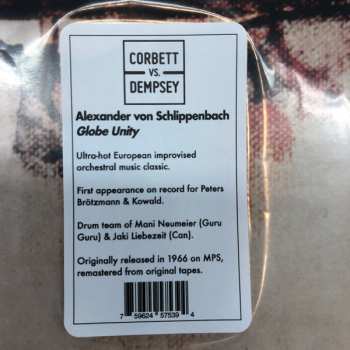 CORBETT
VS.
DEMPSEY
Alexander von Schlippenbach
Globe Unity
Ultra-hot European improvised
orchestral music classic.
First appearance on record for Peters
Brötzmann & Kowald.
Drum team of Mani Neumeier (Guru
Guru) & Jaki Liebezeit (Can).
Originally released in 1966 on MPS,
remastered from original tapes.
7 59624 57539 4